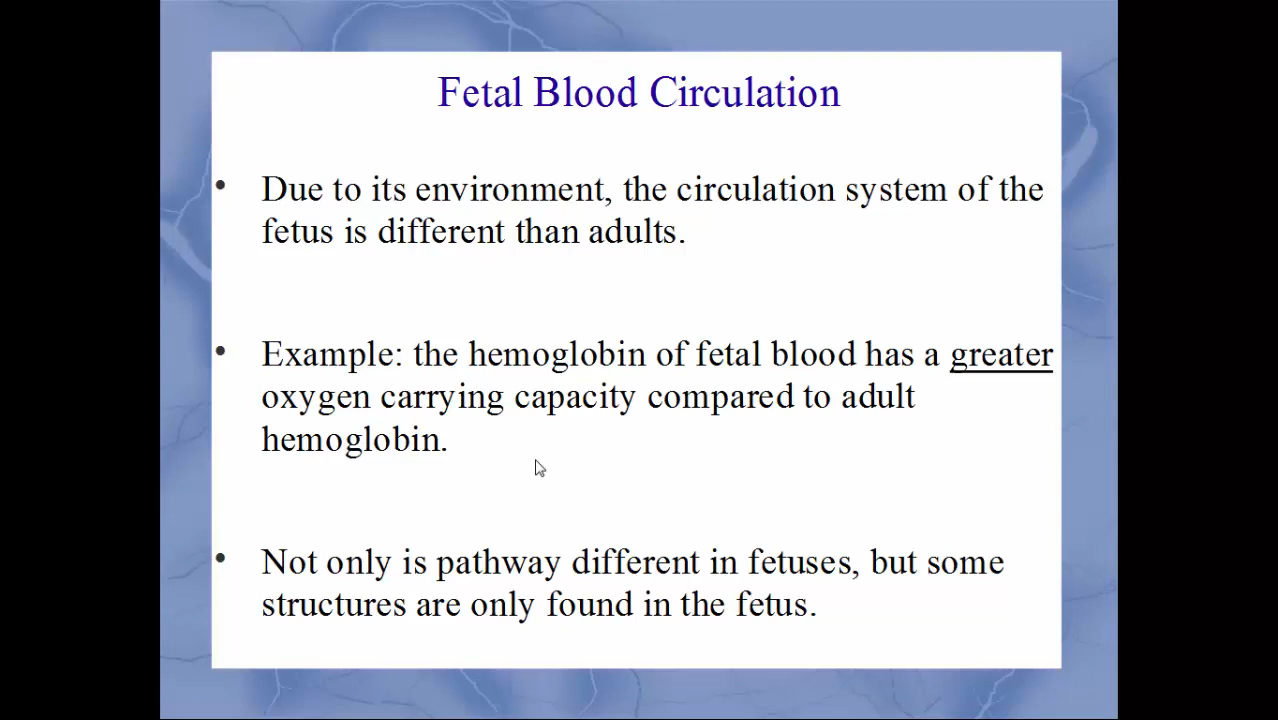 Fetal Blood Circulation
• Due to its environment, the circulation system of the
fetus is different than adults.
• Example: the hemoglobin of fetal blood has a greater
oxygen carrying capacity compared to adult
hemoglobin.
• Not only is pathway different in fetuses, but some
structures are only found in the fetus.